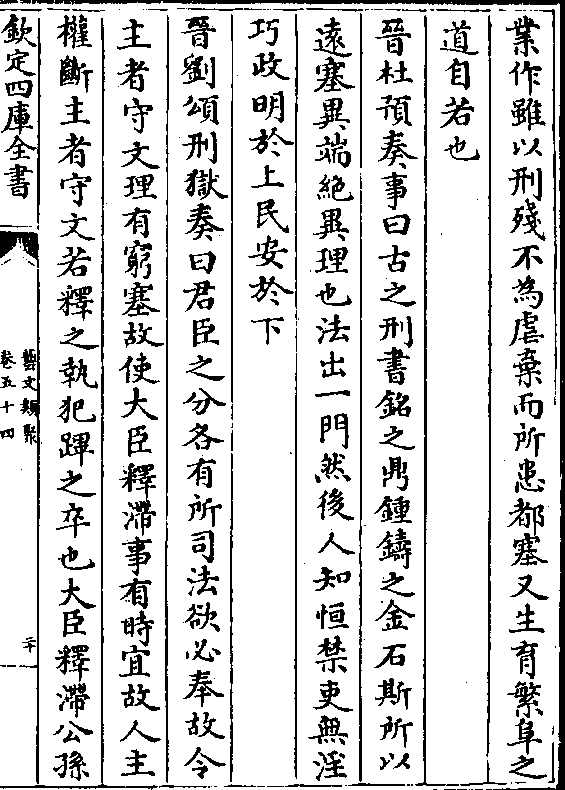 業作雖以刑殘不為虐棄而所患都塞又生育繁阜之
道自若也
晉杜預奏事曰古之刑書銘之鼎鍾鑄之金石斯所以
遠塞異端絶異理也法出一門然後人知恒禁吏無淫
巧政明於上民安於下
晉劉頌刑獄奏曰君臣之分各有所司法欲必奉故令
主者守文理有窮塞故使大臣釋滯事有時宜故人主
權斷主者守文若釋之執犯蹕之卒也大臣釋滯公孫
欽定四庫全書
藝文類聚
卷五十四
二十